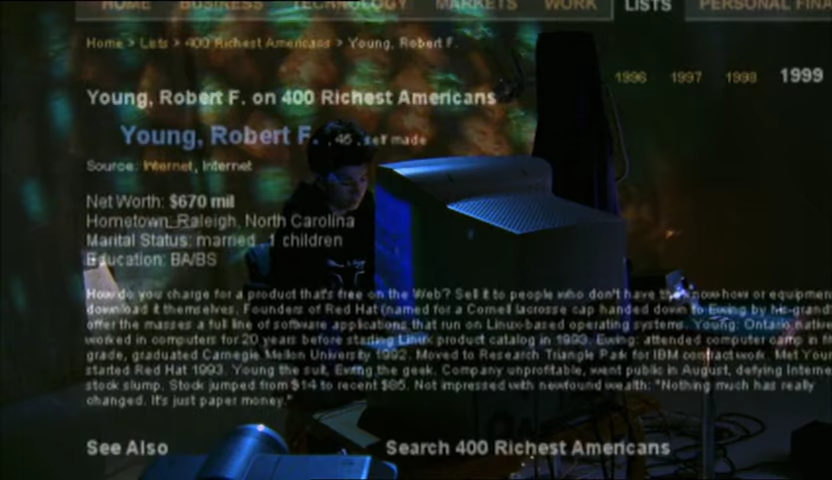 HOME BUSINESS TECHNOLOGY MARKETS WORK LISTS PERSONAL FINA
Home > Lists > 400 Richest Americans > Young, Robert F.
1996 1997 1998 1999
Young, Robert F. on 400 Richest Americans
Young, Robert F. , 45 , self made
Source: Internet, Internet
Net Worth: $670 mil
Hometown: Raleigh, North Carolina
Marital Status: married , 1 children
Education: BA/BS
How do you charge for a product that's free on the Web? Sell it to people who don't have the know how or equipmen
download it themselves. Founders of Red Hat (named for a Cornell lacrosse cap handed down to Ewing by his grand
offer the masses a full line of software applications that run on Linux-based operating systems. Young: Ontario native
worked in computers for 20 years before starting Linux product catalog in 1993. Ewing: attended computer camp in
grade, graduated Carnegie Mellon University 1992. Moved to Research Triangle Park for IBM contract work. Met You
started Red Hat 1993. Young the suit, Ewing the geek. Company unprofitable, went public in August, defying Interne
stock slump. Stock jumped from $14 to recent $85. Not impressed with newfound wealth: "Nothing much has really
changed. It's just paper money."
See Also Search 400 Richest Americans